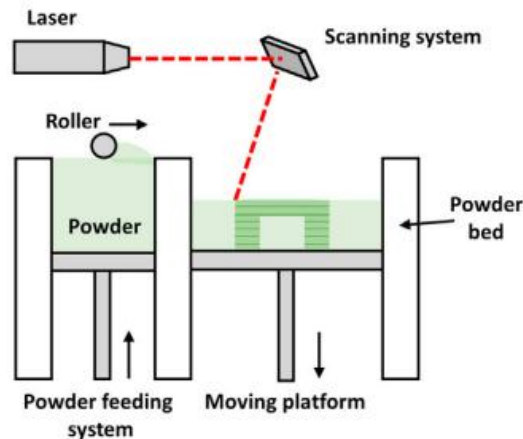 Laser
Scanning system
Roller
Powder
Powder
bed
Powder feeding
system
Moving platform